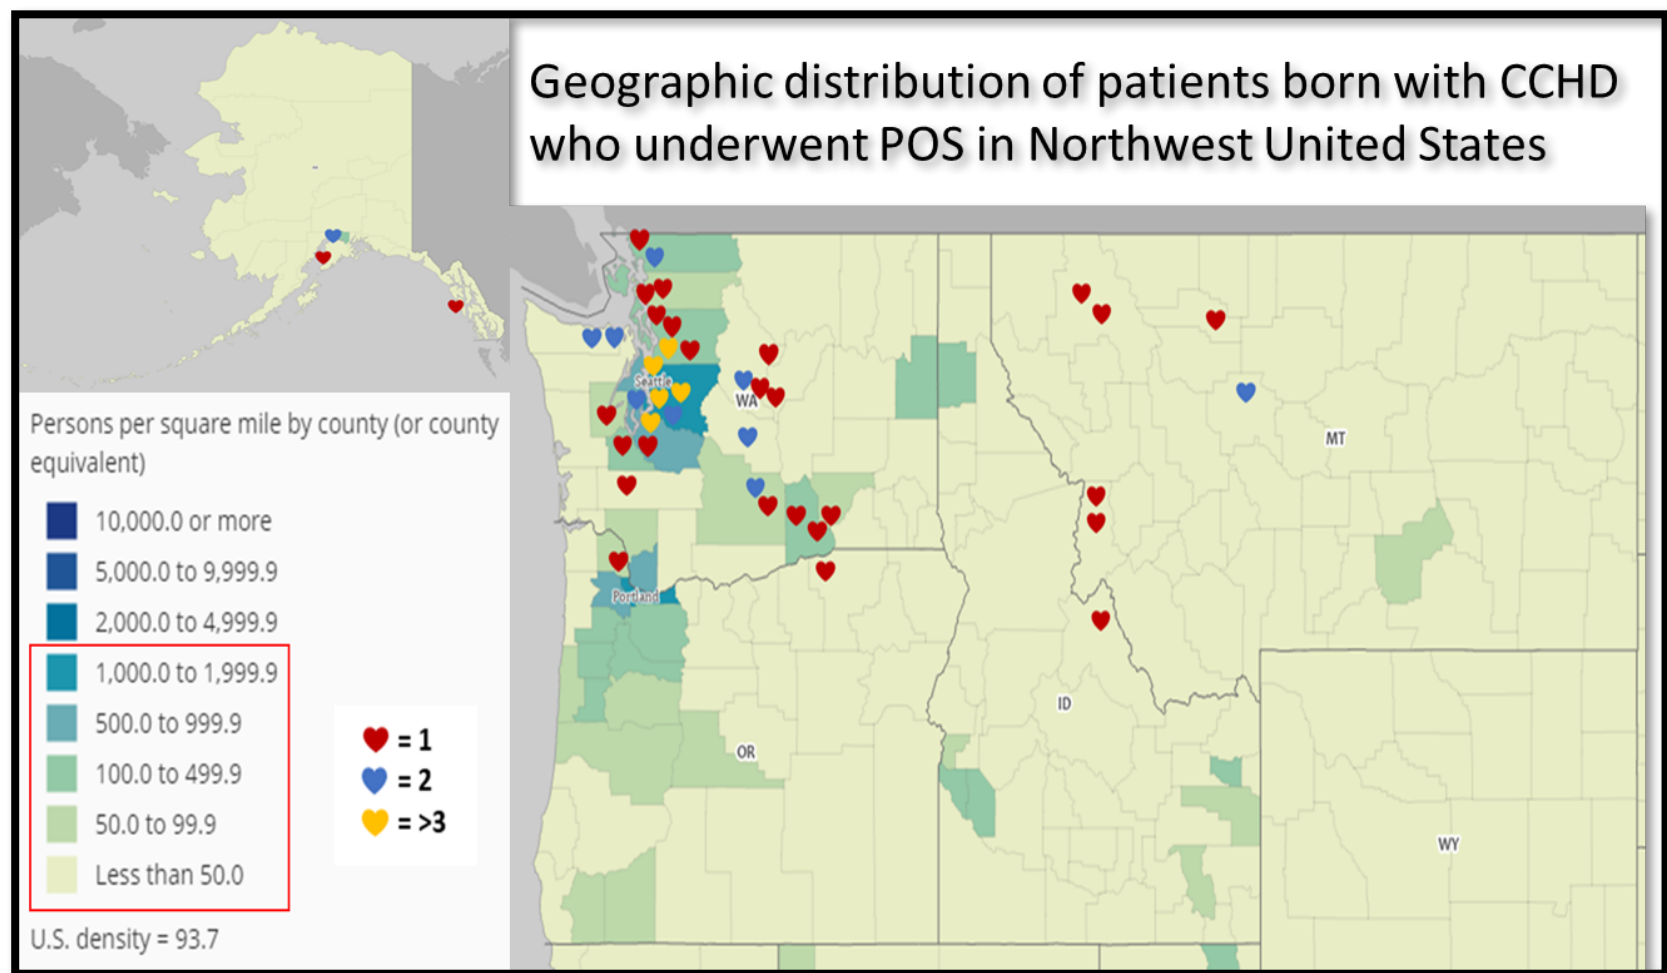 Geographic distribution of patients born with CCHD
who underwent POS in Northwest United States
Persons per square mile by county (or county
equivalent)
10,000.0 or more
5,000.0 to 9,999.9
2,000.0 to 4,999.9
1,000.0 to 1,999.9
500.0 to 999.9
100.0 to 499.9
50.0 to 99.9
Less than 50.0
U.S. density = 93.7
= 1
= 2
= >3
Seattle
WA
MT
Portland
ID
OR
WY